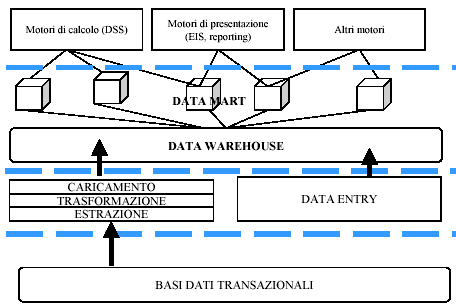 Motori di calcolo (DSS)
Motori di presentazione
(EIS, reporting)
Altri motori
DATA MART
DATA WAREHOUSE
CARICAMENTO
TRASFORMAZIONE
ESTRAZIONE
DATA ENTRY
BASI DATI TRANSAZIONALI